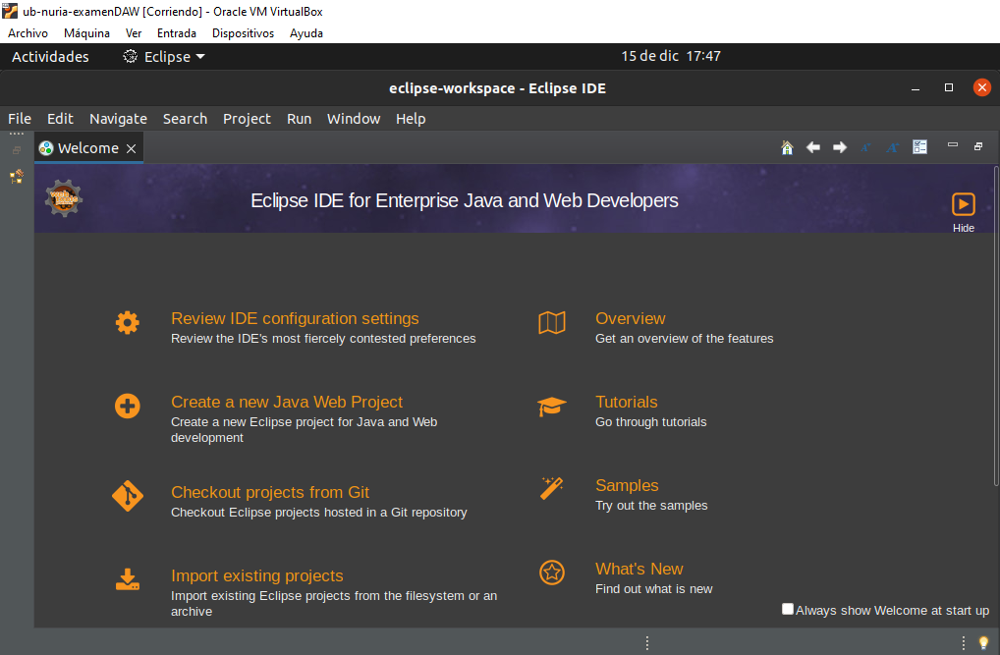 ub-nuria-examenDAW [Corriendo] - Oracle VM VirtualBox
Archivo Máquina Ver Entrada Dispositivos Ayuda
Actividades Eclipse 15 de dic 17:47
eclipse-workspace - Eclipse IDE
File Edit Navigate Search Project Run Window Help
Welcome
Eclipse IDE for Enterprise Java and Web Developers
Hide
Review IDE configuration settings
Review the IDE's most fiercely contested preferences
Overview
Get an overview of the features
Create a new Java Web Project
Create a new Eclipse project for Java and Web
development
Tutorials
Go through tutorials
Checkout projects from Git
Checkout Eclipse projects hosted in a Git repository
Samples
Try out the samples
Import existing projects
Import existing Eclipse projects from the filesystem or an
archive
What's New
Find out what is new
Always show Welcome at start up